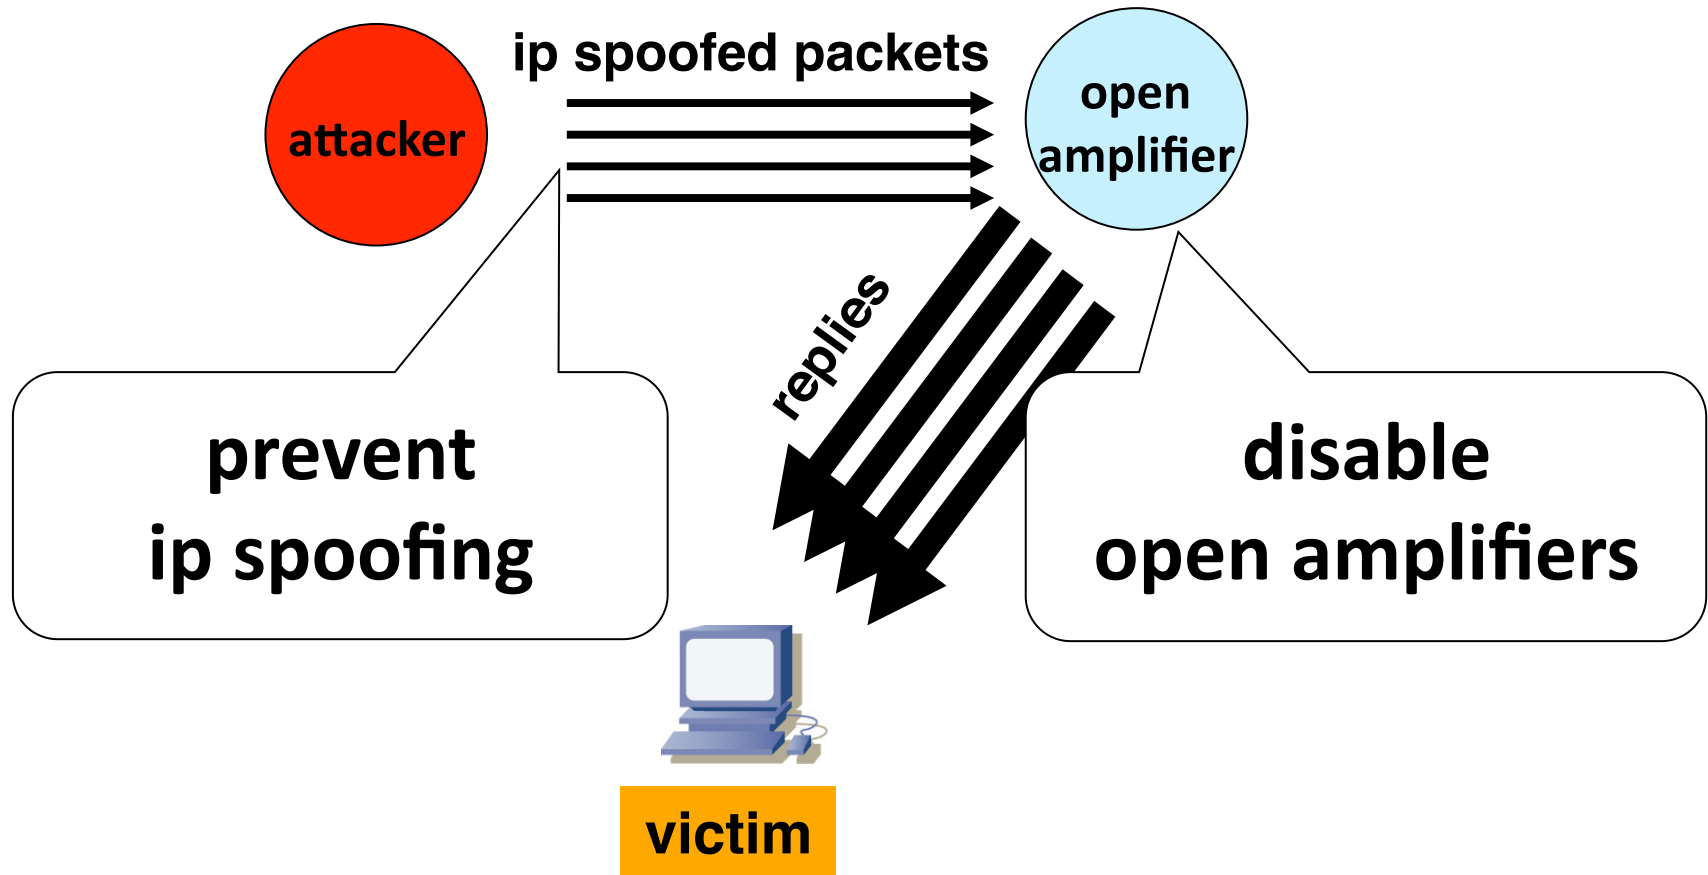 ip spoofed packets
attacker
open
amplifier
replies
prevent
ip spoofing
disable
open amplifiers
victim